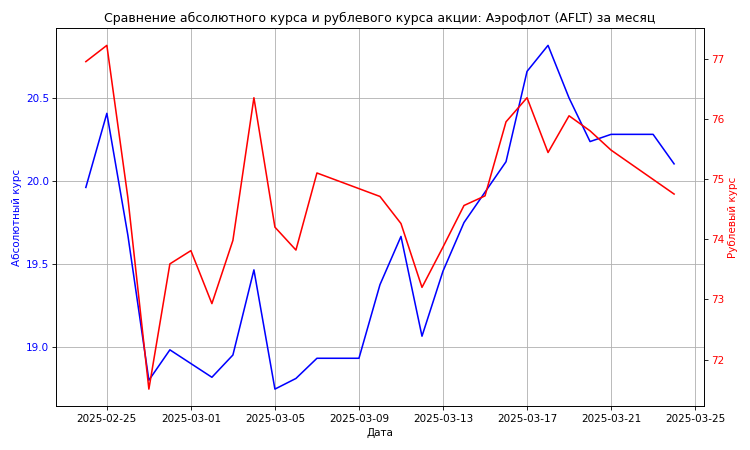 Сравнение абсолютного курса и рублевого курса акции: Аэрофлот (AFLT) за месяц
Абсолютный курс
20.5
20.0
19.5
19.0
77
76
75
74
73
72
Рублевый курс
2025-02-25 2025-03-01 2025-03-05 2025-03-09 2025-03-13 2025-03-17 2025-03-21 2025-03-25
Дата